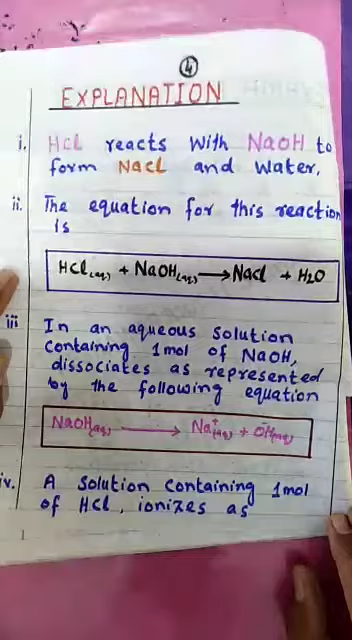 4
EXPLANATION
i. Hcl reacts with NaOH to
form Nacl and water.
ii. The equation for this reaction
is
HCl(aq) + NaOH(aq) → Nacl + H2O
iii In an aqueous solution
containing 1mol of NaOH,
dissociates as represented
by the following equation
NaOH(aq) → Na+(aq) + OH(aq)
iv. A solution containing 1mol
of HCl, ionizes as